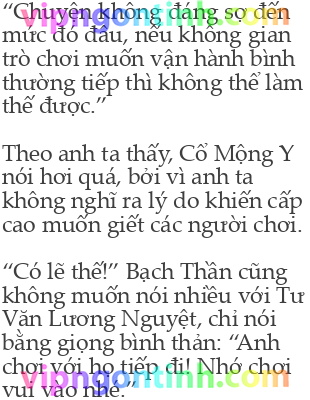 “Chuyện không đáng sợ đến
mức đó đâu, nếu không gian
trò chơi muốn vận hành bình
thường tiếp thì không thể làm
thế được.”
Theo anh ta thấy, Cổ Mộng Y
nói hơi quá, bởi vì anh ta
không nghĩ ra lý do khiến cấp
cao muốn giết các người chơi.
“Có lẽ thế!” Bạch Thần cũng
không muốn nói nhiều với Tư
Văn Lương Nguyệt, chỉ nói
bằng giọng bình thản: “Anh
chơi với họ tiếp đi! Nhớ chơi
vui vào nhé.”
vipngontinh.com
vipngontinh.com